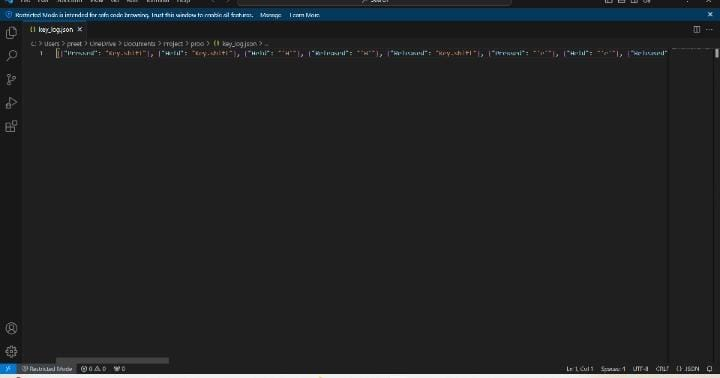 Restricted Mode is intended for safe code browsing. Trust this window to enable all features. Manage Learn More
key_log.json
C: > Users > preet > OneDrive > Documents > Project > proo > key_log.json > ...
1 [{"Pressed": "Key.shift"}, {"Held": "Key.shift"}, {"Held": "'H'"}, {"Released": "'H'"}, {"Released": "Key.shift"}, {"Pressed": "'e'"}, {"Held": "'e'"}, {"Released"
Restricted Mode 0 0 0 Ln 1, Col 1 Spaces: 4 UTF-8 CRLF {} JSON